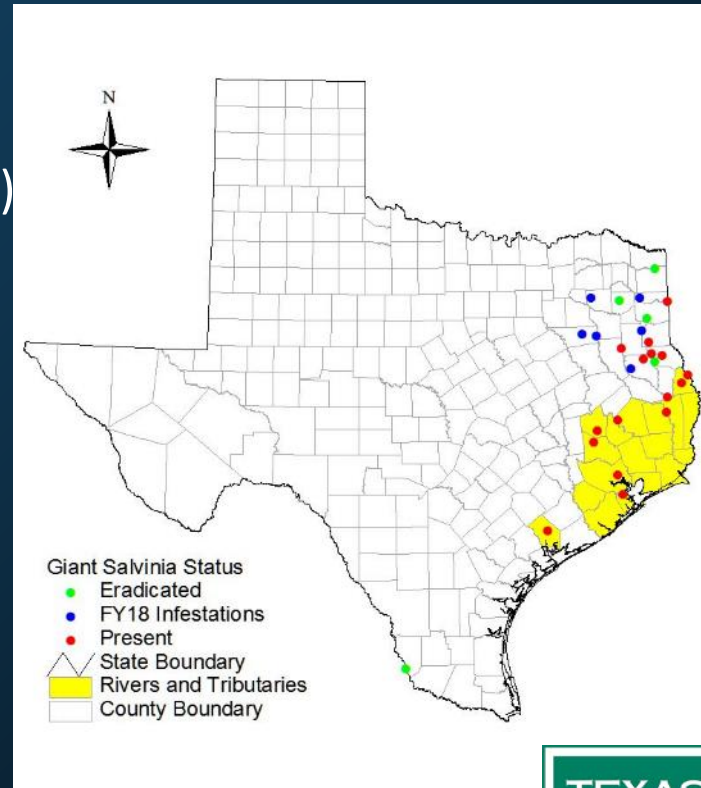 )
N
Giant Salvinia Status
Eradicated
FY18 Infestations
Present
State Boundary
Rivers and Tributaries
County Boundary
TEXAS